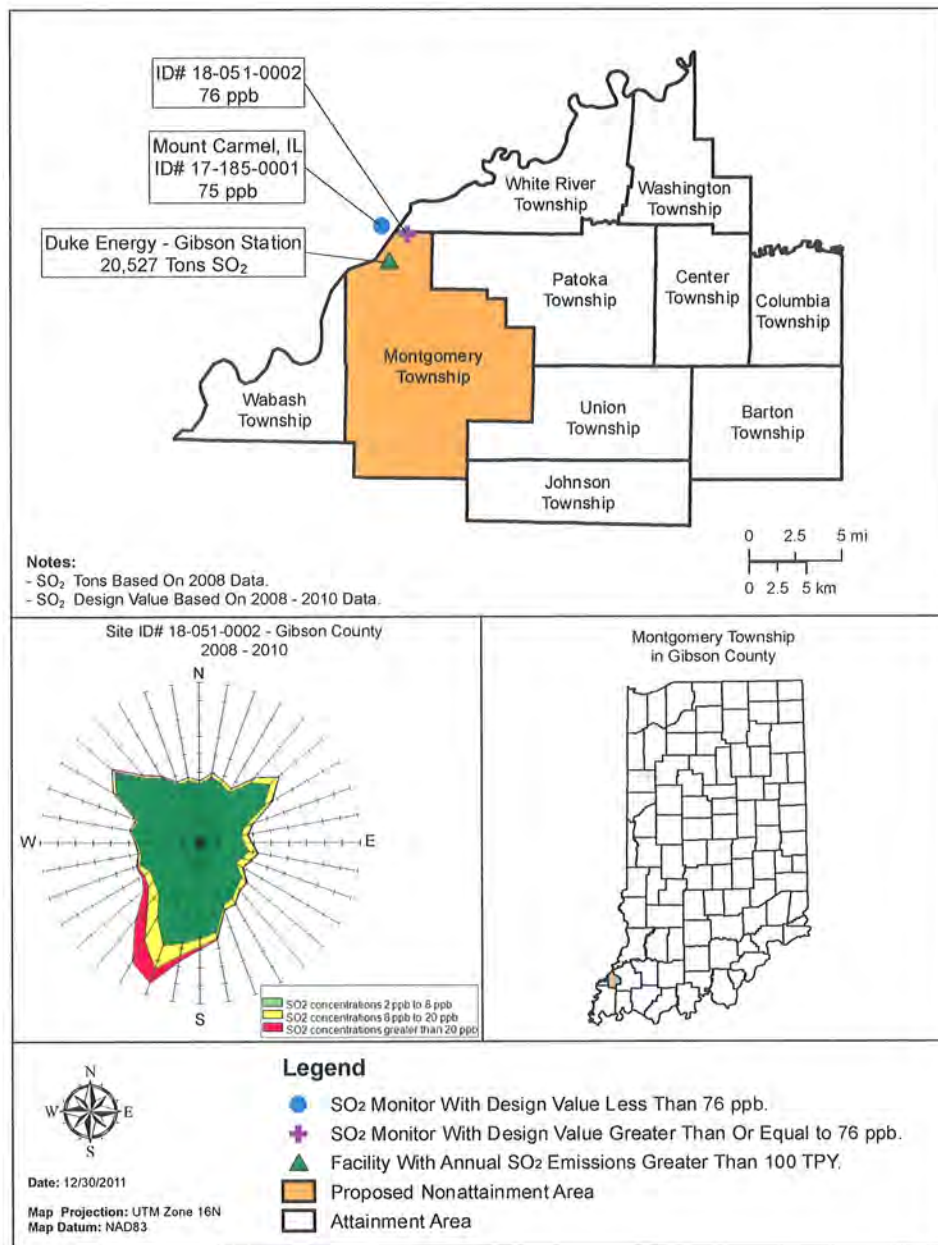 ID# 18-051-0002
76 ppb
Mount Carmel, IL
ID# 17-185-0001
75 ppb
Duke Energy - Gibson Station
20,527 Tons SO₂
White River
Township
Washington
Township
Patoka
Township
Center
Township
Columbia
Township
Montgomery
Township
Wabash
Township
Union
Township
Barton
Township
Johnson
Township
0 2.5 5 mi
0 2.5 5 km
Notes:
- SO₂ Tons Based On 2008 Data.
- SO₂ Design Value Based On 2008 - 2010 Data.
Site ID# 18-051-0002 - Gibson County
2008 - 2010
N
W
E
S
SO2 concentrations 2 ppb to 8 ppb
SO2 concentrations 8 ppb to 20 ppb
SO2 concentrations greater than 20 ppb
Montgomery Township
in Gibson County
N
W
E
S
Date: 12/30/2011
Map Projection: UTM Zone 16N
Map Datum: NAD83
Legend
SO2 Monitor With Design Value Less Than 76 ppb.
SO2 Monitor With Design Value Greater Than Or Equal to 76 ppb.
Facility With Annual SO2 Emissions Greater Than 100 TPY.
Proposed Nonattainment Area
Attainment Area